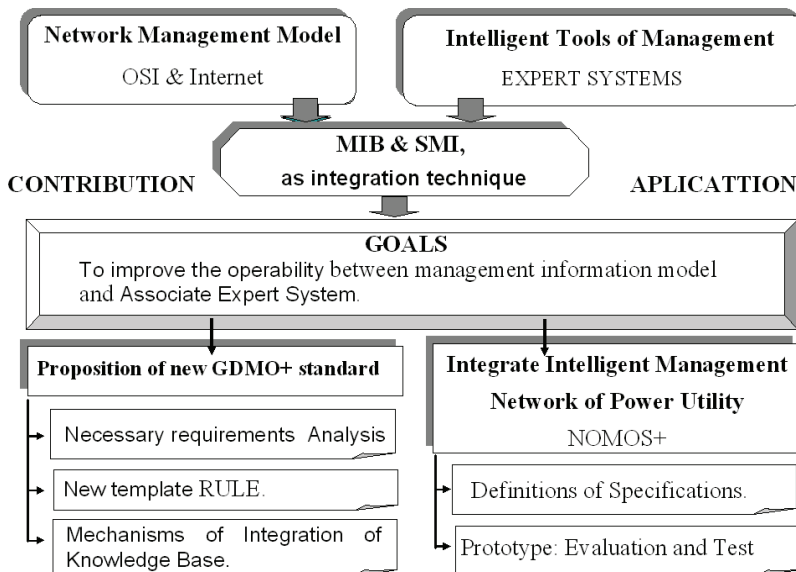 Network Management Model
OSI & Internet
Intelligent Tools of Management
EXPERT SYSTEMS
MIB & SMI,
as integration technique
CONTRIBUTION
APLICATTION
GOALS
To improve the operability between management information model
and Associate Expert System.
Proposition of new GDMO+ standard
Necessary requirements Analysis
New template RULE.
Mechanisms of Integration of
Knowledge Base.
Integrate Intelligent Management
Network of Power Utility
NOMOS+
Definitions of Specifications.
Prototype: Evaluation and Test